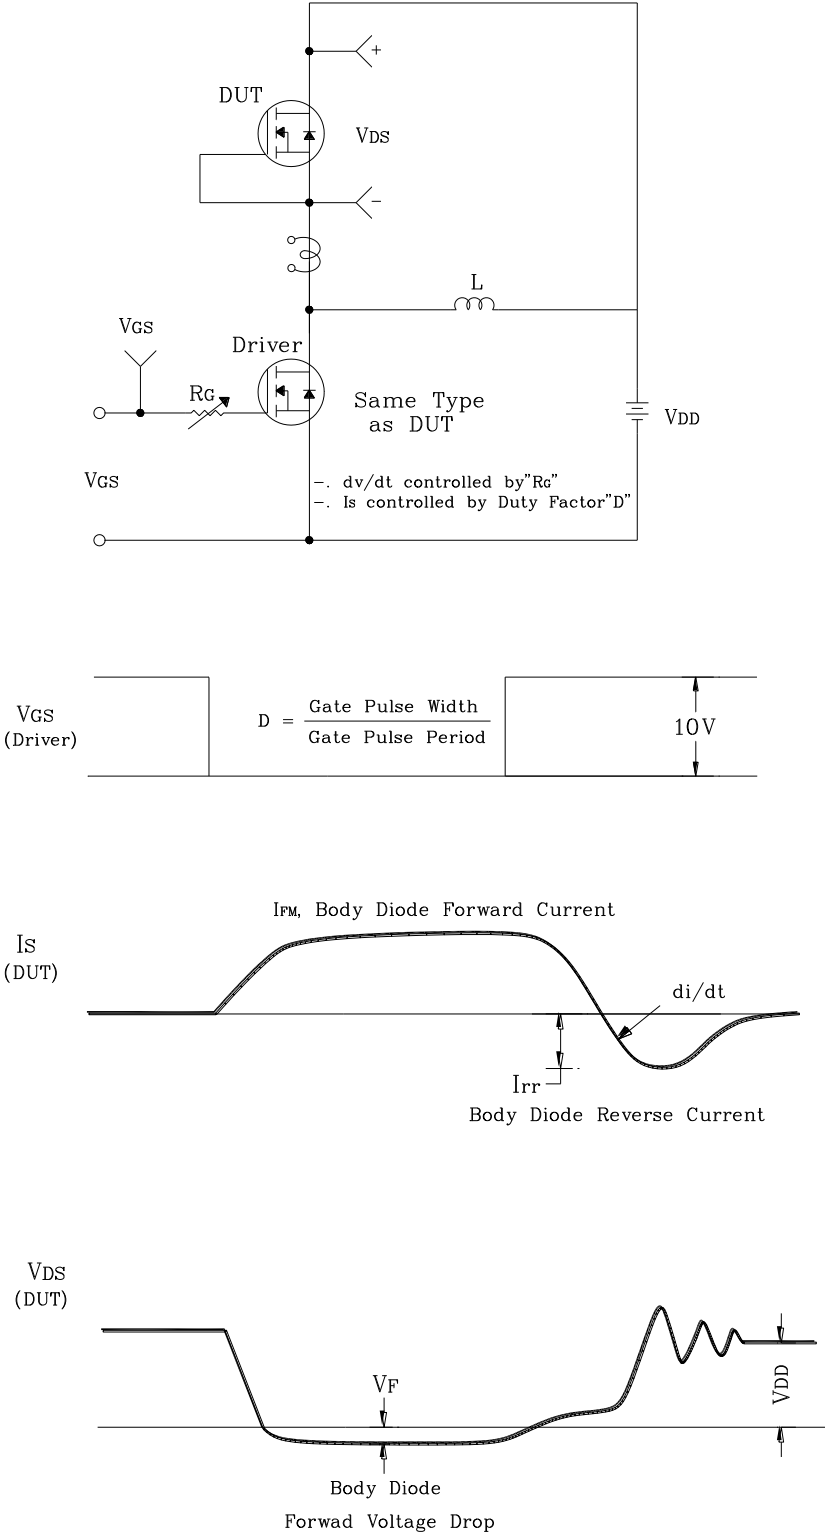 +
DUT
VDS
-
L
VGS
Driver
RG
Same Type
as DUT
VDD
VGS
-. dv/dt controlled by"RG"
-. Is controlled by Duty Factor"D"
VGS
(Driver)
D = Gate Pulse Width
Gate Pulse Period
10V
IFM, Body Diode Forward Current
IS
(DUT)
di/dt
Irr
Body Diode Reverse Current
VDS
(DUT)
VF
VDD
Body Diode
Forwad Voltage Drop